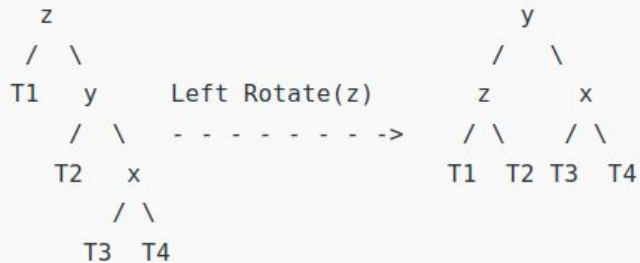 z y
/ \ / \
T1 y Left Rotate(z) z x
/ \ - - - - - - - -> / \ / \
T2 x T1 T2 T3 T4
/ \
T3 T4